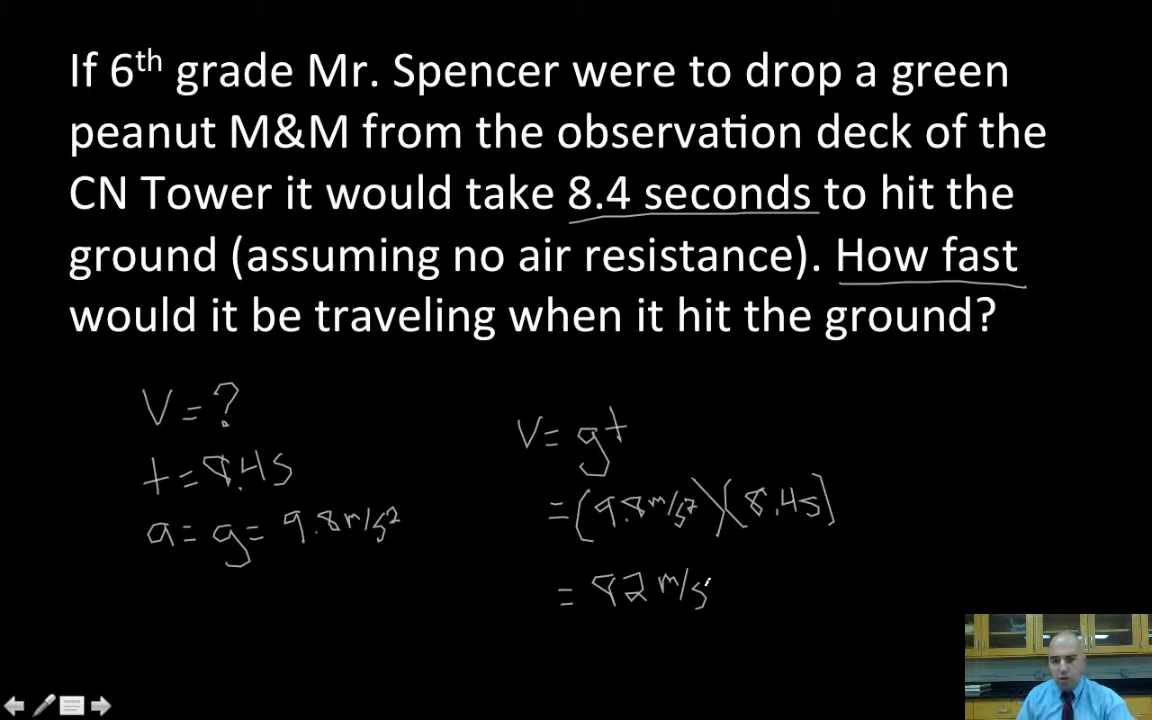 If 6th grade Mr. Spencer were to drop a green
peanut M&M from the observation deck of the
CN Tower it would take 8.4 seconds to hit the
ground (assuming no air resistance). How fast
would it be traveling when it hit the ground?
V = ?
t = 8.4s
a = g = 9.8m/s²
V = gt
= (9.8m/s²)(8.4s)
= 82 m/s